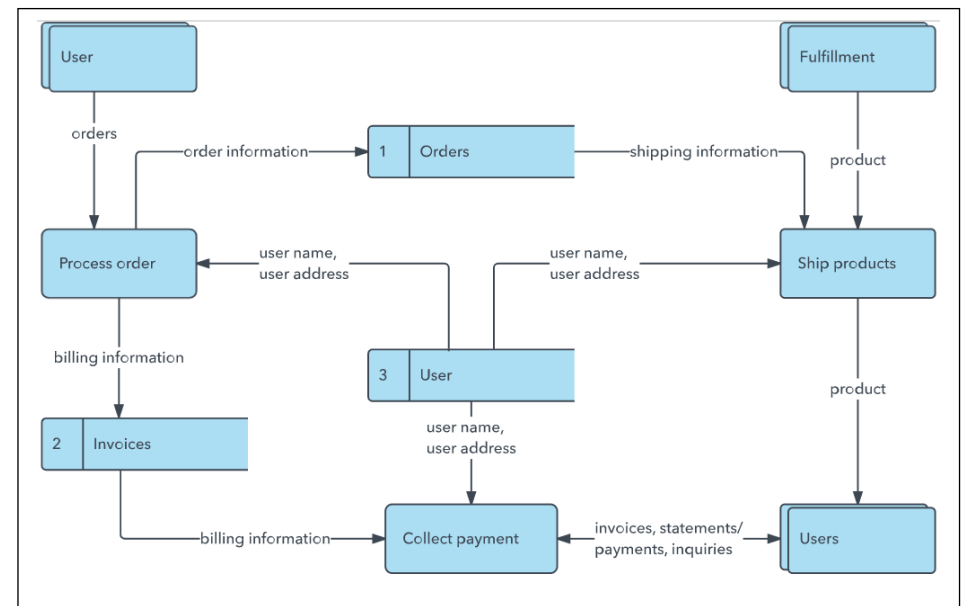 User
Fulfillment
orders
order information
1 Orders
shipping information
product
Process order
user name,
user address
user name,
user address
Ship products
billing information
3 User
product
2 Invoices
user name,
user address
billing information
Collect payment
invoices, statements/
payments, inquiries
Users